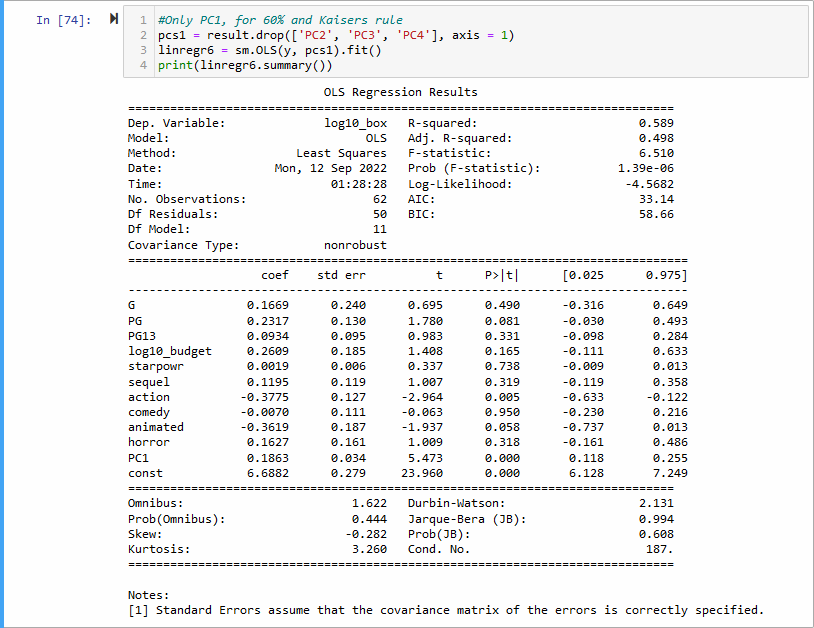 In [74]:
1 #Only PC1, for 60% and Kaisers rule
2 pcs1 = result.drop(['PC2', 'PC3', 'PC4'], axis = 1)
3 linregr6 = sm.OLS(y, pcs1).fit()
4 print(linregr6.summary())
OLS Regression Results
==============================================================================
Dep. Variable: log10_box R-squared: 0.589
Model: OLS Adj. R-squared: 0.498
Method: Least Squares F-statistic: 6.510
Date: Mon, 12 Sep 2022 Prob (F-statistic): 1.39e-06
Time: 01:28:28 Log-Likelihood: -4.5682
No. Observations: 62 AIC: 33.14
Df Residuals: 50 BIC: 58.66
Df Model: 11
Covariance Type: nonrobust
================================================================================
coef std err t P>|t| [0.025 0.975]
--------------------------------------------------------------------------------
G 0.1669 0.240 0.695 0.490 -0.316 0.649
PG 0.2317 0.130 1.780 0.081 -0.030 0.493
PG13 0.0934 0.095 0.983 0.331 -0.098 0.284
log10_budget 0.2609 0.185 1.408 0.165 -0.111 0.633
starpowr 0.0019 0.006 0.337 0.738 -0.009 0.013
sequel 0.1195 0.119 1.007 0.319 -0.119 0.358
action -0.3775 0.127 -2.964 0.005 -0.633 -0.122
comedy -0.0070 0.111 -0.063 0.950 -0.230 0.216
animated -0.3619 0.187 -1.937 0.058 -0.737 0.013
horror 0.1627 0.161 1.009 0.318 -0.161 0.486
PC1 0.1863 0.034 5.473 0.000 0.118 0.255
const 6.6882 0.279 23.960 0.000 6.128 7.249
==============================================================================
Omnibus: 1.622 Durbin-Watson: 2.131
Prob(Omnibus): 0.444 Jarque-Bera (JB): 0.994
Skew: -0.282 Prob(JB): 0.608
Kurtosis: 3.260 Cond. No. 187.
==============================================================================
Notes:
[1] Standard Errors assume that the covariance matrix of the errors is correctly specified.